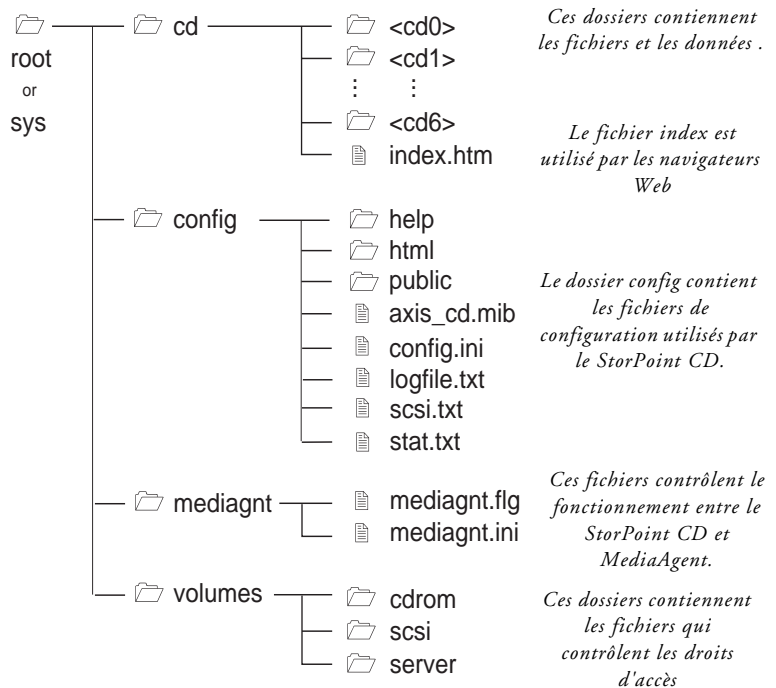 cd
<cd0>
Ces dossiers contiennent
les fichiers et les données .
root
<cd1>
or
sys
<cd6>
Le fichier index est
utilisé par les navigateurs
Web
index.htm
config
help
html
public
Le dossier config contient
les fichiers de
configuration utilisés par
le StorPoint CD.
axis_cd.mib
config.ini
logfile.txt
scsi.txt
stat.txt
Ces fichiers contrôlent le
fonctionnement entre le
StorPoint CD et
MediaAgent.
mediagnt
mediagnt.flg
mediagnt.ini
volumes
cdrom
scsi
server
Ces dossiers contiennent
les fichiers qui
contrôlent les droits
d'accès